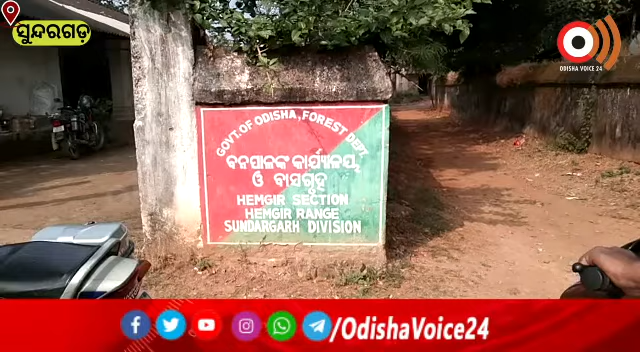 ସୁନ୍ଦରଗଡ଼
ODISHA VOICE 24
GOVT. OF ODISHA, FOREST DEPT.
ବନପାଳଙ୍କ କାର୍ଯ୍ୟାଳୟ
ଓ ବାସଗୃହ
HEMGIR SECTION
HEMGIR RANGE
SUNDARGARH DIVISION
/OdishaVoice24